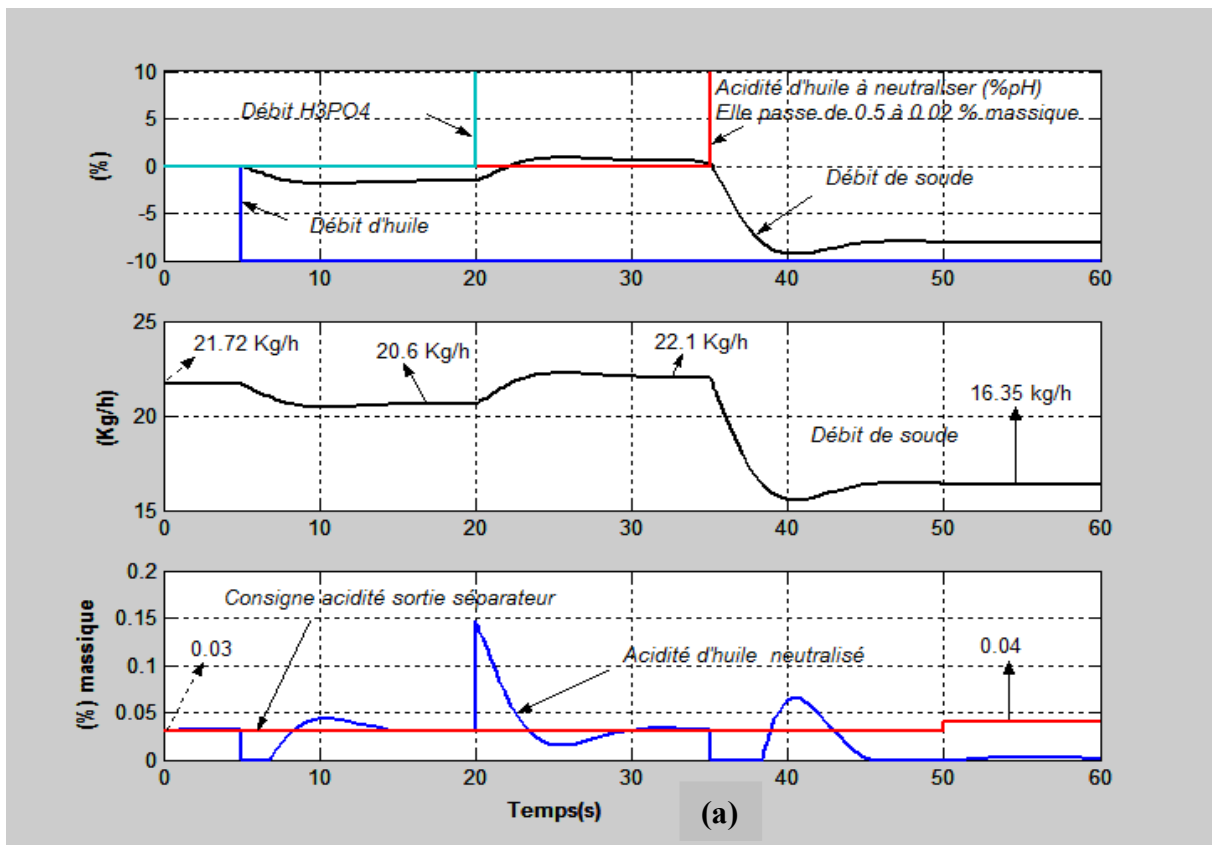 10
5
0
-5
-10
(%)
Débit H3PO4
Acidité d'huile à neutraliser (%pH)
Elle passe de 0.5 à 0.02 % massique
Débit d'huile
Débit de soude
0 10 20 30 40 50 60
25
20
15
(Kg/h)
21.72 Kg/h
20.6 Kg/h
22.1 Kg/h
16.35 kg/h
Débit de soude
0 10 20 30 40 50 60
0.2
0.15
0.1
0.05
0
(%) massique
Consigne acidité sortie séparateur
0.03
Acidité d'huile neutralisé
0.04
0 10 20 30 40 50 60
Temps(s)
(a)